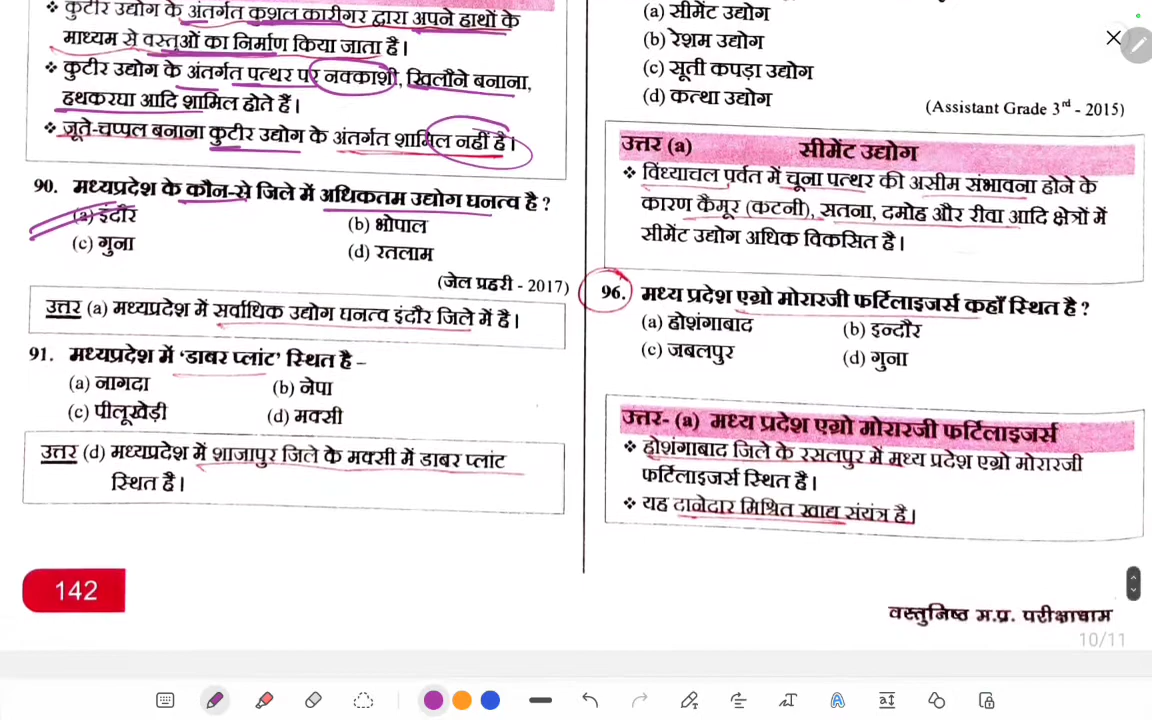 ❖ कुटीर उद्योग के अंतर्गत कुशल कारीगर द्वारा अपने हाथों के
माध्यम से वस्तुओं का निर्माण किया जाता है।
❖ कुटीर उद्योग के अंतर्गत पत्थर पर नक्काशी, खिलौने बनाना,
हथकरघा आदि शामिल होते हैं।
❖ जूते-चप्पल बनाना कुटीर उद्योग के अंतर्गत शामिल नहीं है।
90. मध्यप्रदेश के कौन-से जिले में अधिकतम उद्योग घनत्व है ?
(a) इंदौर (b) भोपाल
(c) गुना (d) रतलाम
(जेल प्रहरी - 2017)
उत्तर (a) मध्यप्रदेश में सर्वाधिक उद्योग घनत्व इंदौर जिले में है।
91. मध्यप्रदेश में ‘डाबर प्लांट’ स्थित है –
(a) नागदा (b) नेपा
(c) पीलूखेड़ी (d) मक्सी
उत्तर (d) मध्यप्रदेश में शाजापुर जिले के मक्सी में डाबर प्लांट
स्थित है।
142
(a) सीमेंट उद्योग
(b) रेशम उद्योग
(c) सूती कपड़ा उद्योग
(d) कत्था उद्योग
(Assistant Grade 3rd - 2015)
उत्तर (a) सीमेंट उद्योग
❖ विंध्याचल पर्वत में चूना पत्थर की असीम संभावना होने के
कारण कैमूर (कटनी), सतना, दमोह और रीवा आदि क्षेत्रों में
सीमेंट उद्योग अधिक विकसित है।
96. मध्य प्रदेश एग्रो मोरारजी फर्टिलाइजर्स कहाँ स्थित है ?
(a) होशंगाबाद (b) इन्दौर
(c) जबलपुर (d) गुना
उत्तर- (a) मध्य प्रदेश एग्रो मोरारजी फर्टिलाइजर्स
❖ होशंगाबाद जिले के रसलपुर में मध्य प्रदेश एग्रो मोरारजी
फर्टिलाइजर्स स्थित है।
❖ यह दानेदार मिश्रित खाद्य संयंत्र है।
वस्तुनिष्ठ म.प्र. परीक्षाधाम
10/11